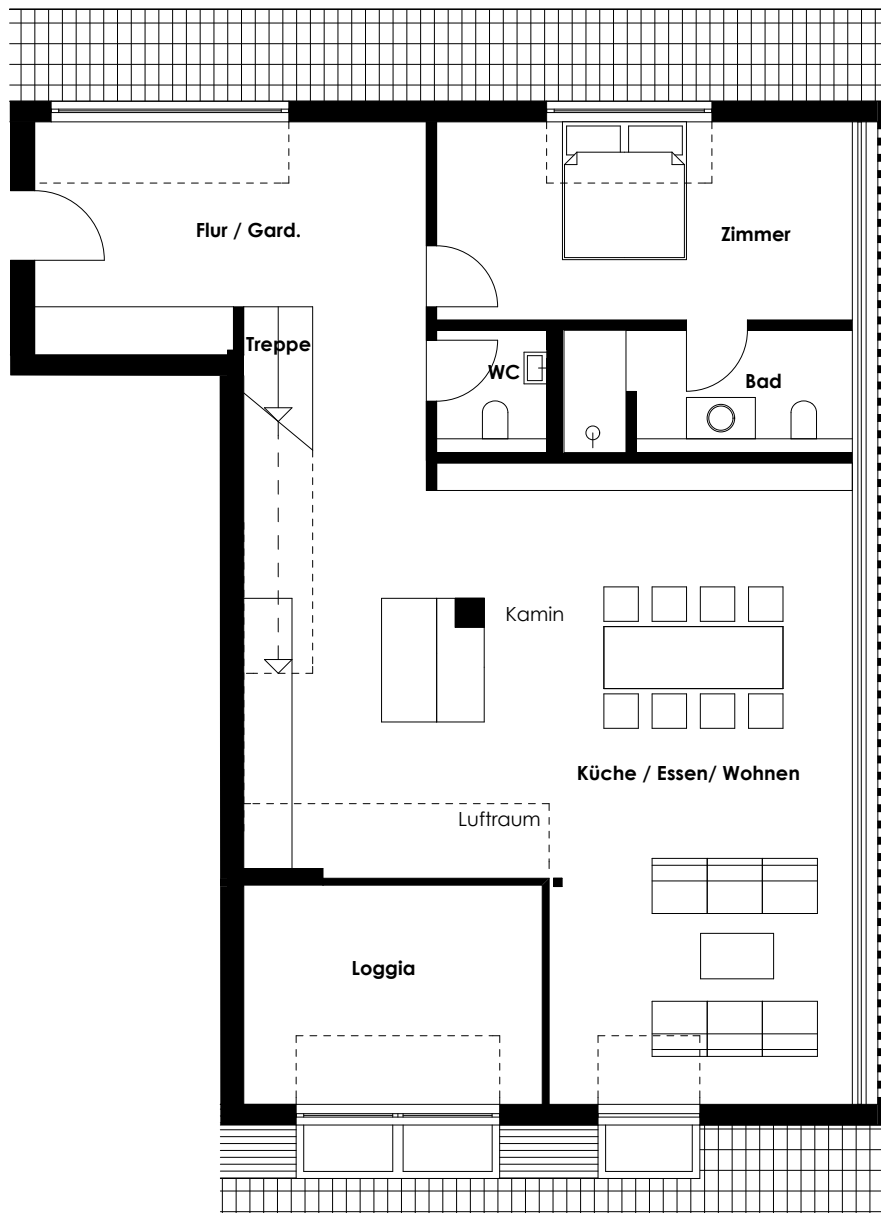 Flur / Gard.
Zimmer
Treppe
WC
Bad
Kamin
Küche / Essen/ Wohnen
Luftraum
Loggia